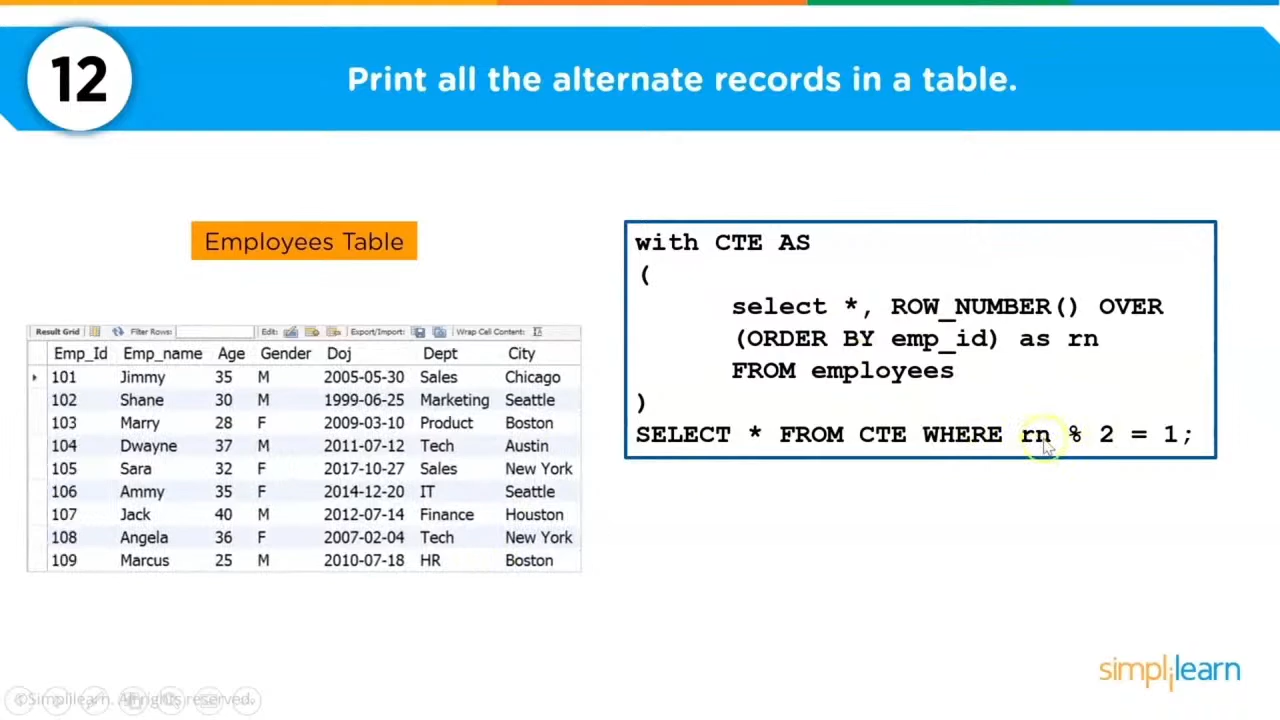 12
Print all the alternate records in a table.
Employees Table
Result Grid Filter Rows: Edit: Export/Import: Wrap Cell Content:
Emp_Id Emp_name Age Gender Doj Dept City
101 Jimmy 35 M 2005-05-30 Sales Chicago
102 Shane 30 M 1999-06-25 Marketing Seattle
103 Marry 28 F 2009-03-10 Product Boston
104 Dwayne 37 M 2011-07-12 Tech Austin
105 Sara 32 F 2017-10-27 Sales New York
106 Ammy 35 F 2014-12-20 IT Seattle
107 Jack 40 M 2012-07-14 Finance Houston
108 Angela 36 F 2007-02-04 Tech New York
109 Marcus 25 M 2010-07-18 HR Boston
with CTE AS
(
select *, ROW_NUMBER() OVER
(ORDER BY emp_id) as rn
FROM employees
)
SELECT * FROM CTE WHERE rn % 2 = 1;
simplilearn
©Simplilearn. All rights reserved.